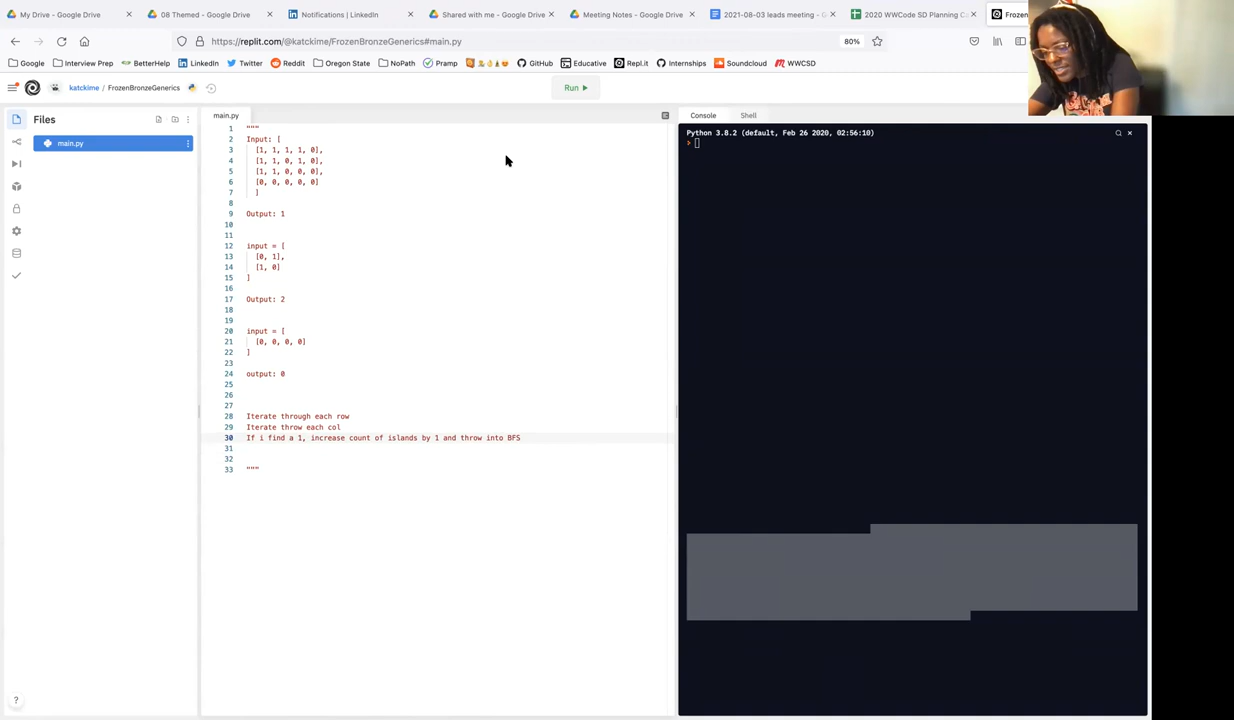 My Drive - Google Drive
08 Themed - Google Drive
Notifications | LinkedIn
Shared with me - Google Drive
Meeting Notes - Google Drive
2021-08-03 leads meeting - G
2020 WWCode SD Planning C
Frozen
https://replit.com/@katckime/FrozenBronzeGenerics#main.py
80%
Google
Interview Prep
BetterHelp
LinkedIn
Twitter
Reddit
Oregon State
NoPath
Pramp
GitHub
Educative
Repl.it
Internships
Soundcloud
WWCSD
katckime / FrozenBronzeGenerics
Run
Files
main.py
main.py
1 """
2 Input: [
3 [1, 1, 1, 1, 0],
4 [1, 1, 0, 1, 0],
5 [1, 1, 0, 0, 0],
6 [0, 0, 0, 0, 0]
7 ]
8
9 Output: 1
10
11
12 input = [
13 [0, 1],
14 [1, 0]
15 ]
16
17 Output: 2
18
19
20 input = [
21 [0, 0, 0, 0]
22 ]
23
24 output: 0
25
26
27
28 Iterate through each row
29 Iterate throw each col
30 If i find a 1, increase count of islands by 1 and throw into BFS
31
32
33 """
Console
Shell
Python 3.8.2 (default, Feb 26 2020, 02:56:10)
?